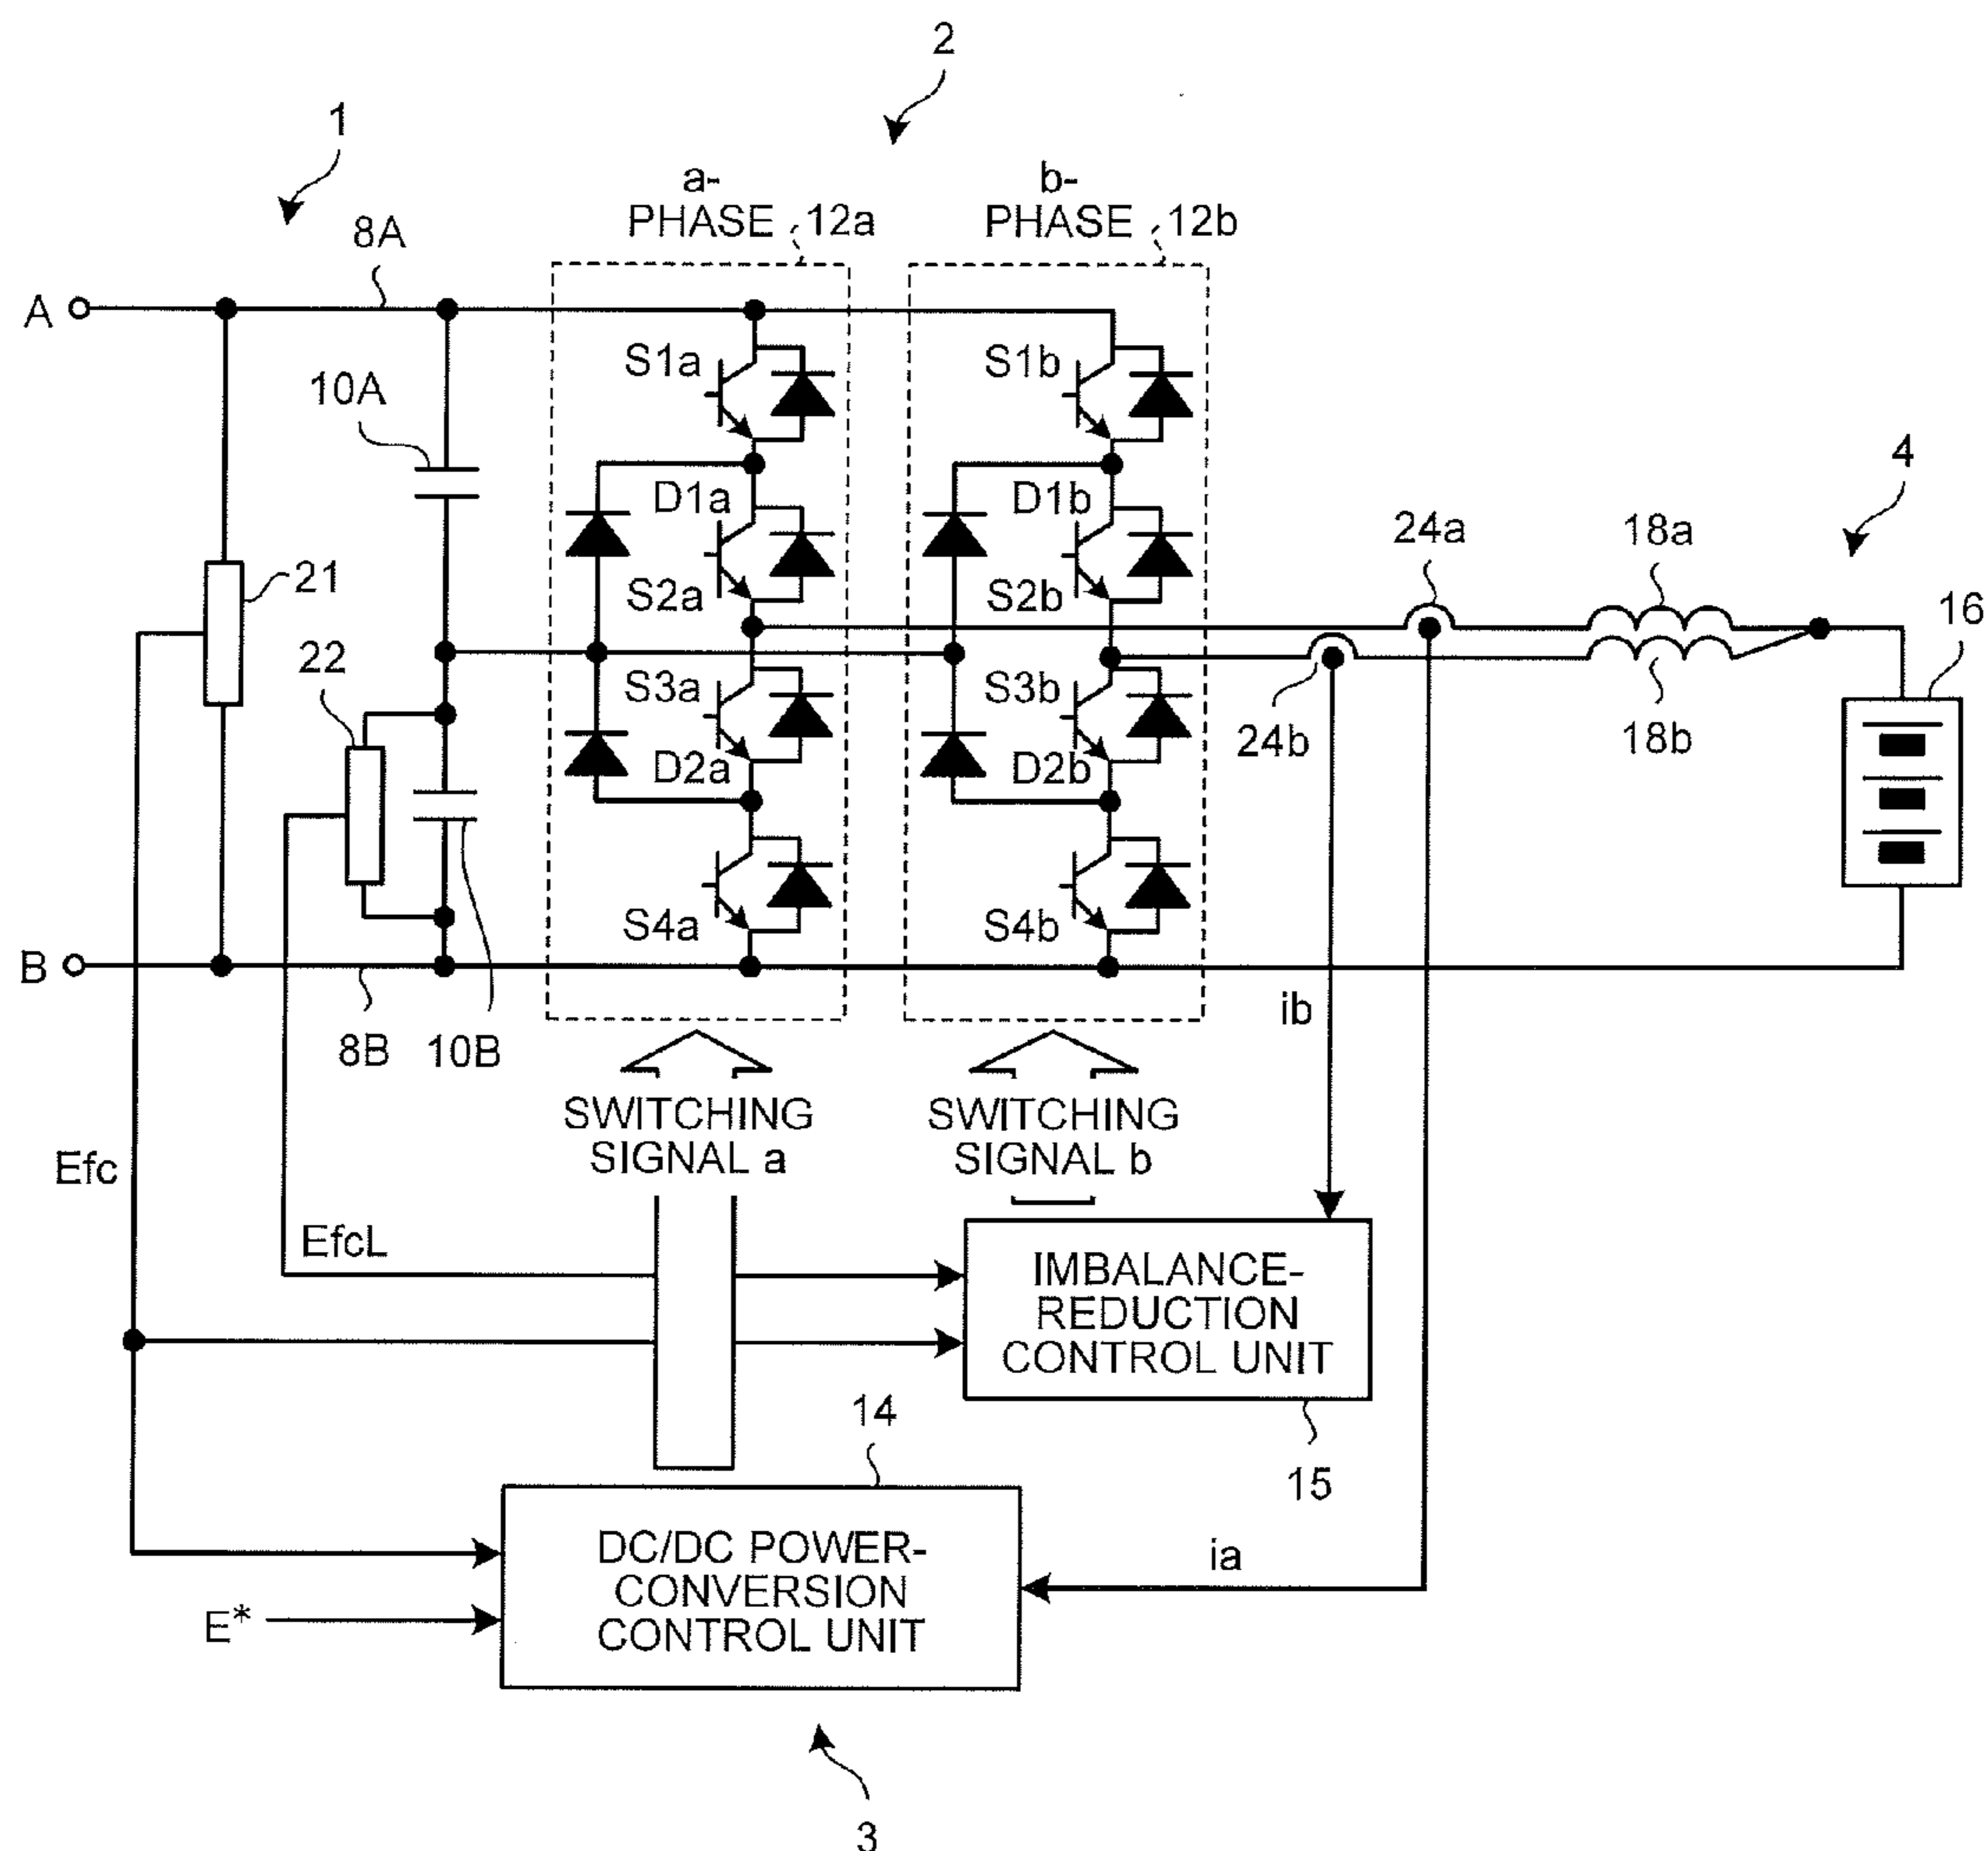 2
1
a-
PHASE
12a
b-
PHASE
12b
8A
A
S1a
S1b
10A
4
D1a
D1b
24a
18a
21
S2a
S2b
16
22
S3a
S3b
24b
18b
D2a
D2b
S4a
S4b
B
ib
8B
10B
SWITCHING
SIGNAL a
SWITCHING
SIGNAL b
Efc
EfcL
IMBALANCE-
REDUCTION
CONTROL UNIT
14
15
DC/DC POWER-
CONVERSION
CONTROL UNIT
ia
E*
3